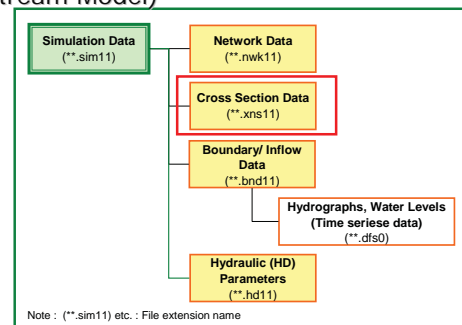 tream Model)
Simulation Data
(**.sim11)
Network Data
(**.nwk11)
Cross Section Data
(**.xns11)
Boundary/ Inflow
Data
(**.bnd11)
Hydrographs, Water Levels
(Time seriese data)
(**.dfs0)
Hydraulic (HD)
Parameters
(**.hd11)
Note : (**.sim11) etc. : File extension name